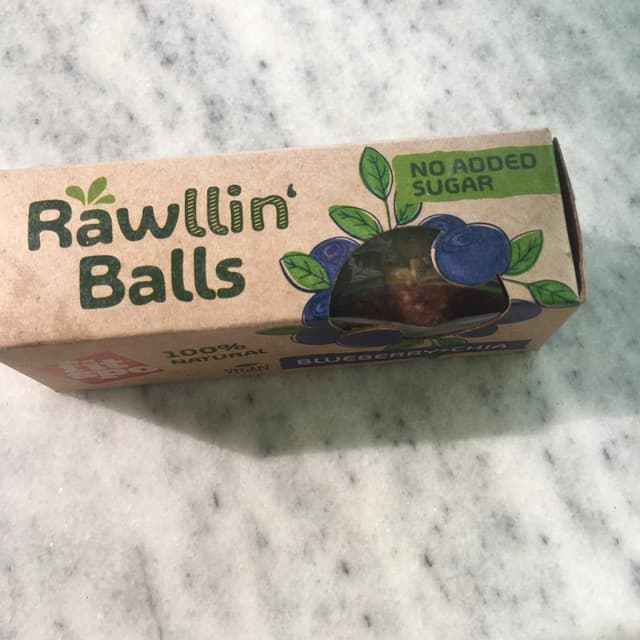 Rawllin'
Balls
NO ADDED
SUGAR
100%
NATURAL
VEGAN
BLUEBERRY+CHIA